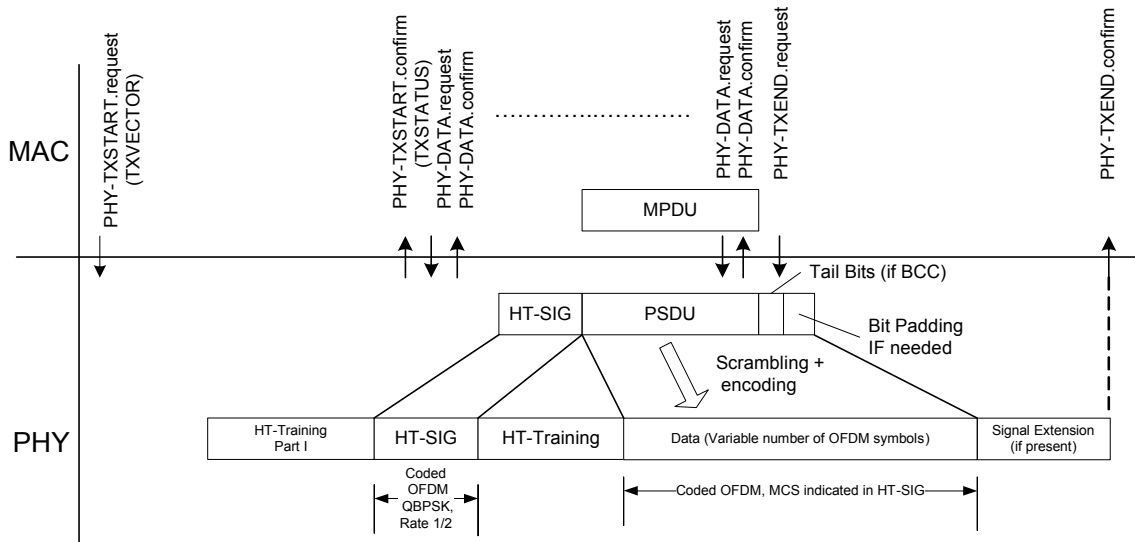 PHY-TXSTART.request
(TXVECTOR)
PHY-TXSTART.confirm
(TXSTATUS)
PHY-DATA.request
PHY-DATA.confirm
PHY-DATA.request
PHY-DATA.confirm
PHY-TXEND.request
PHY-TXEND.confirm
MAC
MPDU
Tail Bits (if BCC)
HT-SIG
PSDU
Bit Padding
IF needed
Scrambling +
encoding
PHY
HT-Training
Part I
HT-SIG
HT-Training
Data (Variable number of OFDM symbols)
Signal Extension
(if present)
Coded
OFDM
QBPSK,
Rate 1/2
Coded OFDM, MCS indicated in HT-SIG